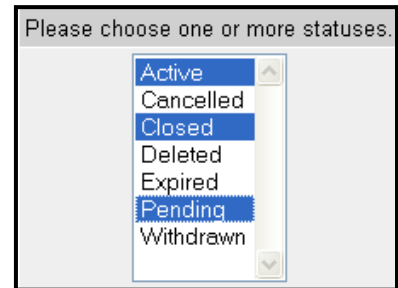 Please choose one or more statuses.
Active
Cancelled
Closed
Deleted
Expired
Pending
Withdrawn